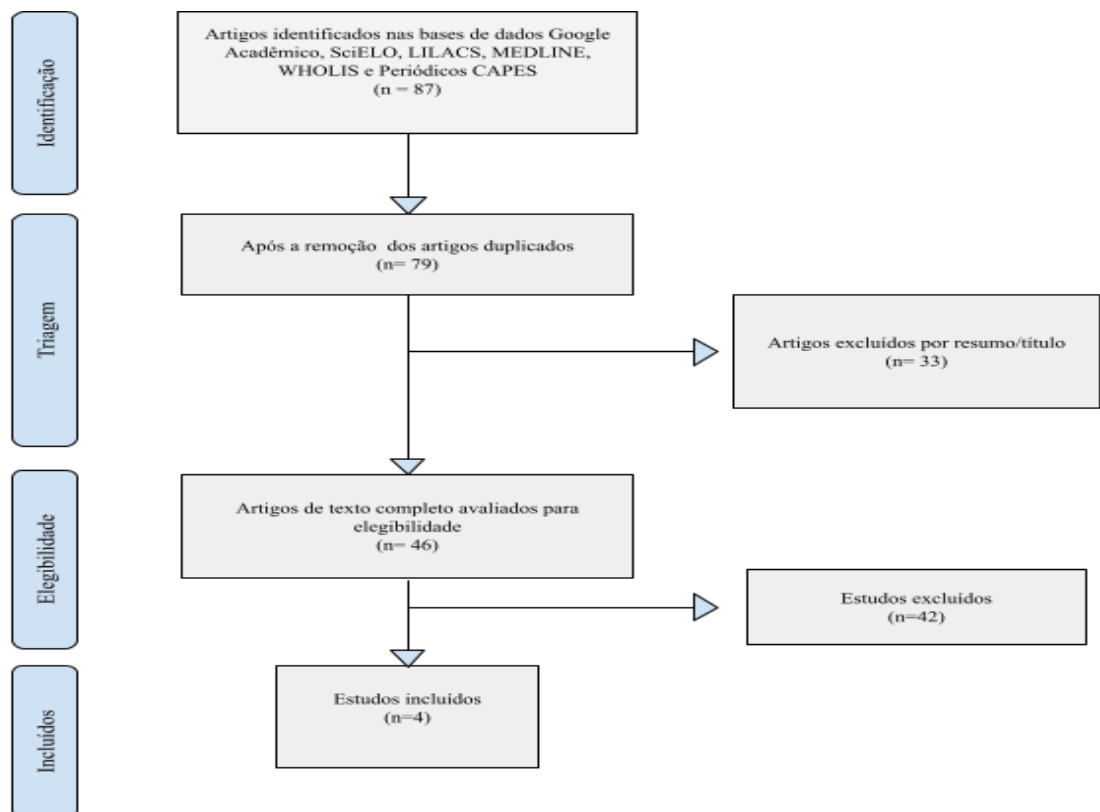 Identificação
Artigos identificados nas bases de dados Google
Acadêmico, SciELO, LILACS, MEDLINE,
WHOLIS e Periódicos CAPES
(n = 87)
Triagem
Após a remoção dos artigos duplicados
(n= 79)
Artigos excluídos por resumo/título
(n= 33)
Elegibilidade
Artigos de texto completo avaliados para
elegibilidade
(n= 46)
Estudos excluídos
(n=42)
Incluídos
Estudos incluídos
(n=4)